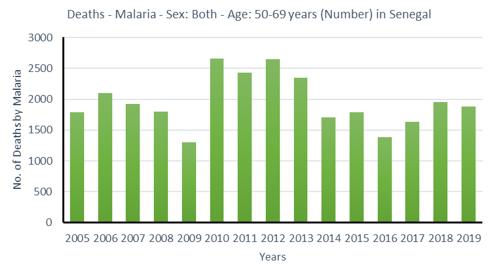 Deaths - Malaria - Sex: Both - Age: 50-69 years (Number) in Senegal
3000
2500
2000
1500
1000
500
0
No. of Deaths by Malaria
2005 2006 2007 2008 2009 2010 2011 2012 2013 2014 2015 2016 2017 2018 2019
Years